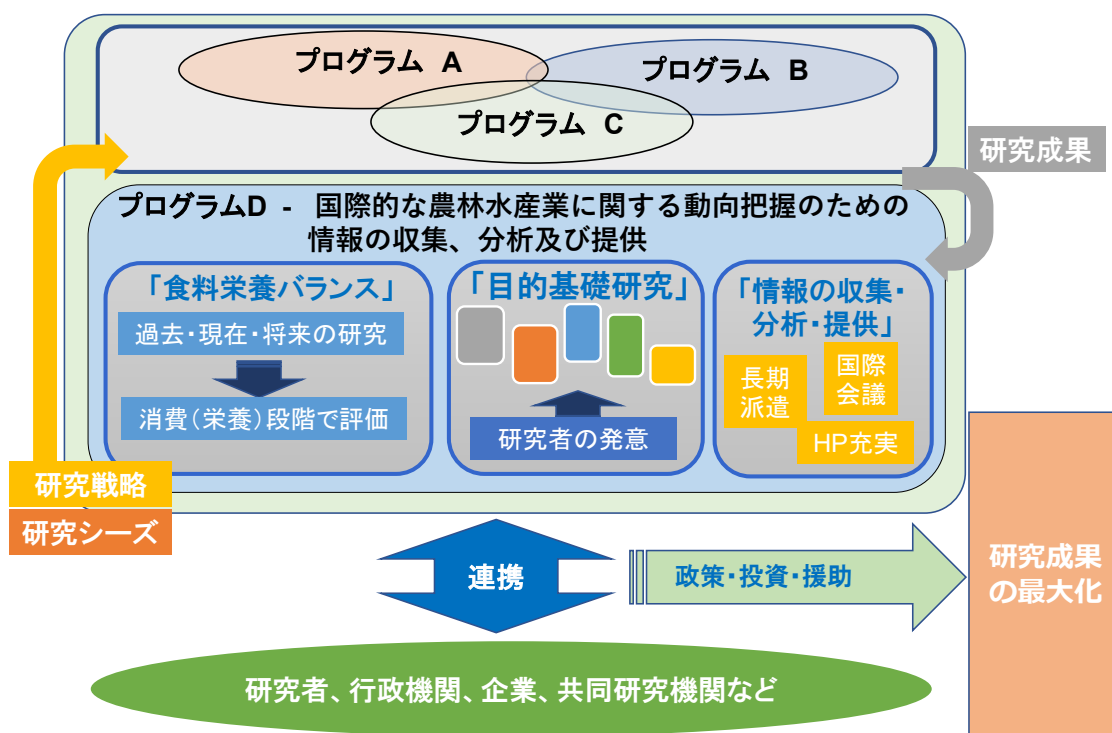 プログラム A
プログラム B
プログラム C
研究成果
プログラムD - 国際的な農林水産業に関する動向把握のための
情報の収集、分析及び提供
「食料栄養バランス」
過去・現在・将来の研究
消費(栄養)段階で評価
「目的基礎研究」
研究者の発意
「情報の収集・
分析・提供」
長期
派遣
国際
会議
HP充実
研究戦略
研究シーズ
連携
政策・投資・援助
研究成果
の最大化
研究者、行政機関、企業、共同研究機関など